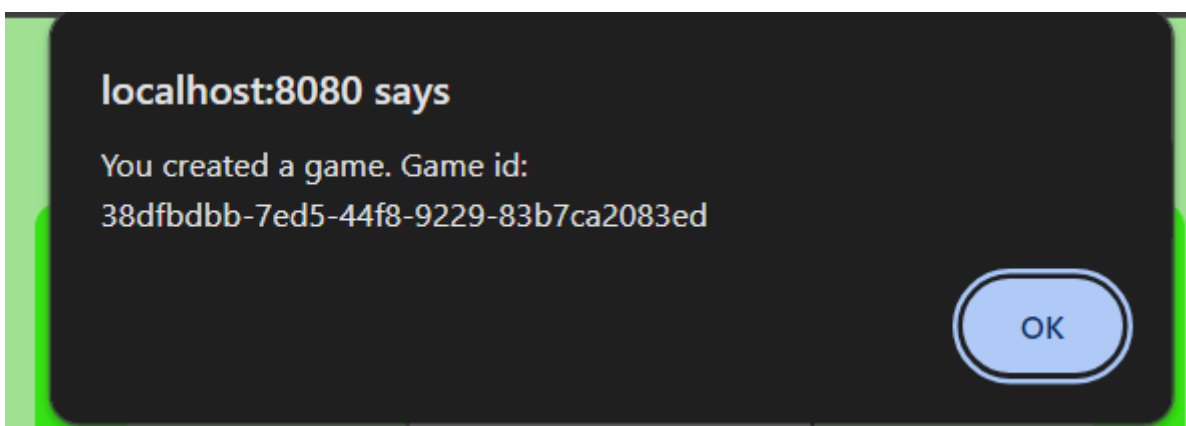 localhost:8080 says
You created a game. Game id:
38dfbdbb-7ed5-44f8-9229-83b7ca2083ed
OK